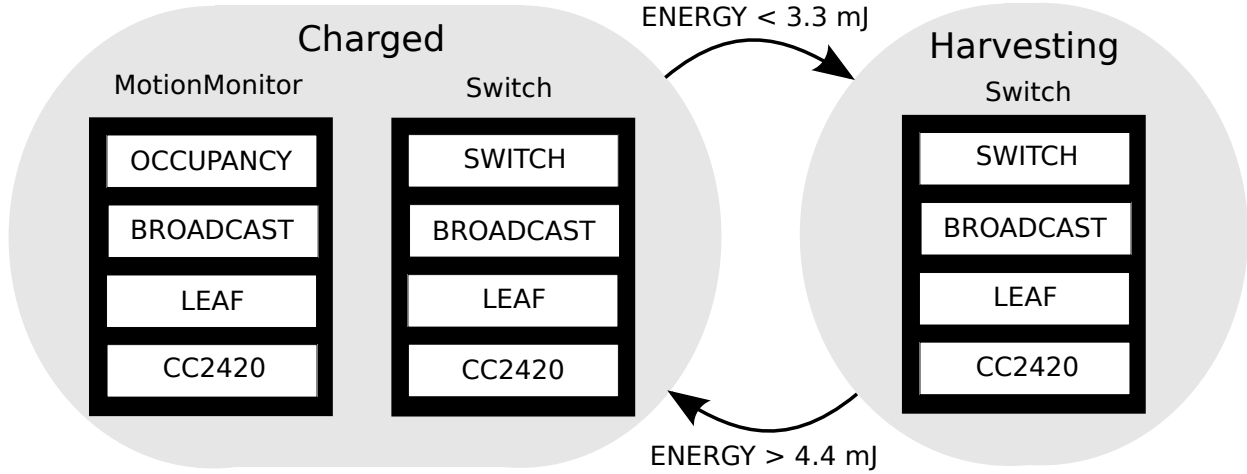 Charged
MotionMonitor
OCCUPANCY
BROADCAST
LEAF
CC2420
Switch
SWITCH
BROADCAST
LEAF
CC2420
ENERGY < 3.3 mJ
ENERGY > 4.4 mJ
Harvesting
Switch
SWITCH
BROADCAST
LEAF
CC2420